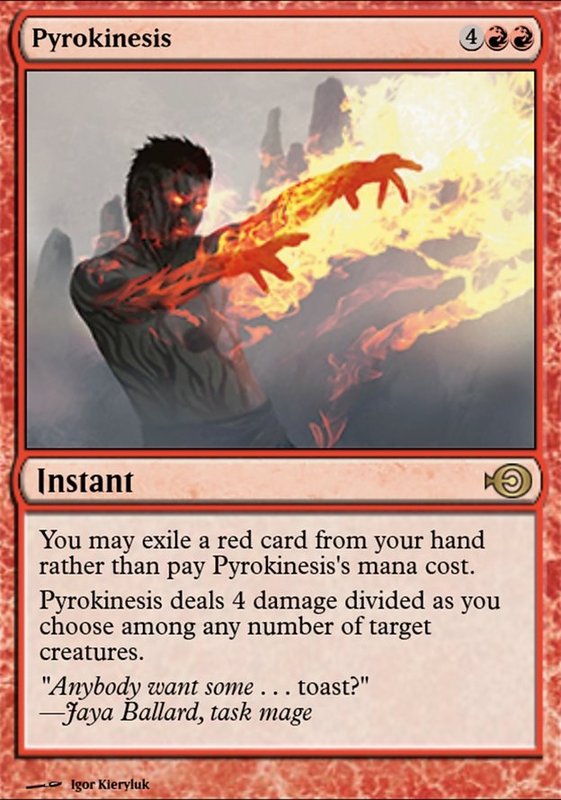 Pyrokinesis 4
Instant
You may exile a red card from your hand
rather than pay Pyrokinesis's mana cost.
Pyrokinesis deals 4 damage divided as you
choose among any number of target
creatures.
"Anybody want some . . . toast?"
—Jaya Ballard, task mage
Igor Kieryluk